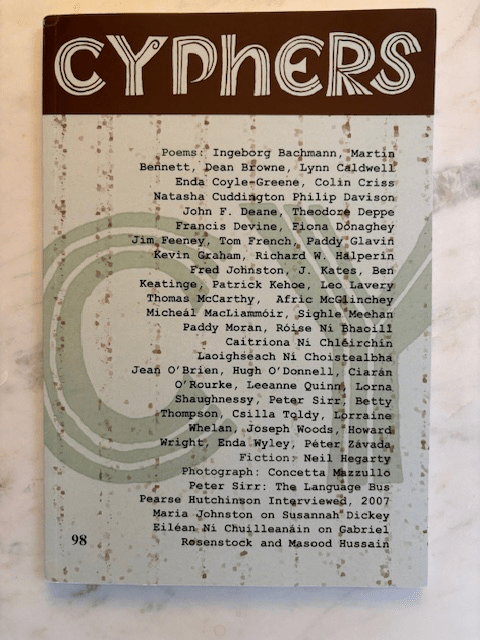 CYPHERS
Poems: Ingeborg Bachmann, Martin
Bennett, Dean Browne, Lynn Caldwell
Enda Coyle-Greene, Colin Criss
Natasha Cuddington Philip Davison
John F. Deane, Theodore Deppe
Francis Devine, Fiona Donaghey
Jim Feeney, Tom French, Paddy Glavin
Kevin Graham, Richard W. Halperin
Fred Johnston, J. Kates, Ben
Keatinge, Patrick Kehoe, Leo Lavery
Thomas McCarthy, Afric McGlinchey
Micheál MacLiammóir, Sighle Meehan
Paddy Moran, Róise Ní Bhaoill
Caitríona Ní Chléirchín
Laoighseach Ní Choistealbha
Jean O'Brien, Hugh O'Donnell, Ciarán
O'Rourke, Leeanne Quinn, Lorna
Shaughnessy, Peter Sirr, Betty
Thompson, Csilla Toldy, Lorraine
Whelan, Joseph Woods, Howard
Wright, Enda Wyley, Péter Závada
Fiction: Neil Hegarty
Photograph: Concetta Mazzullo
Peter Sirr: The Language Bus
Pearse Hutchinson Interviewed, 2007
Maria Johnston on Susannah Dickey
Eiléan Ní Chuilleanáin on Gabriel
Rosenstock and Masood Hussain
98
CY